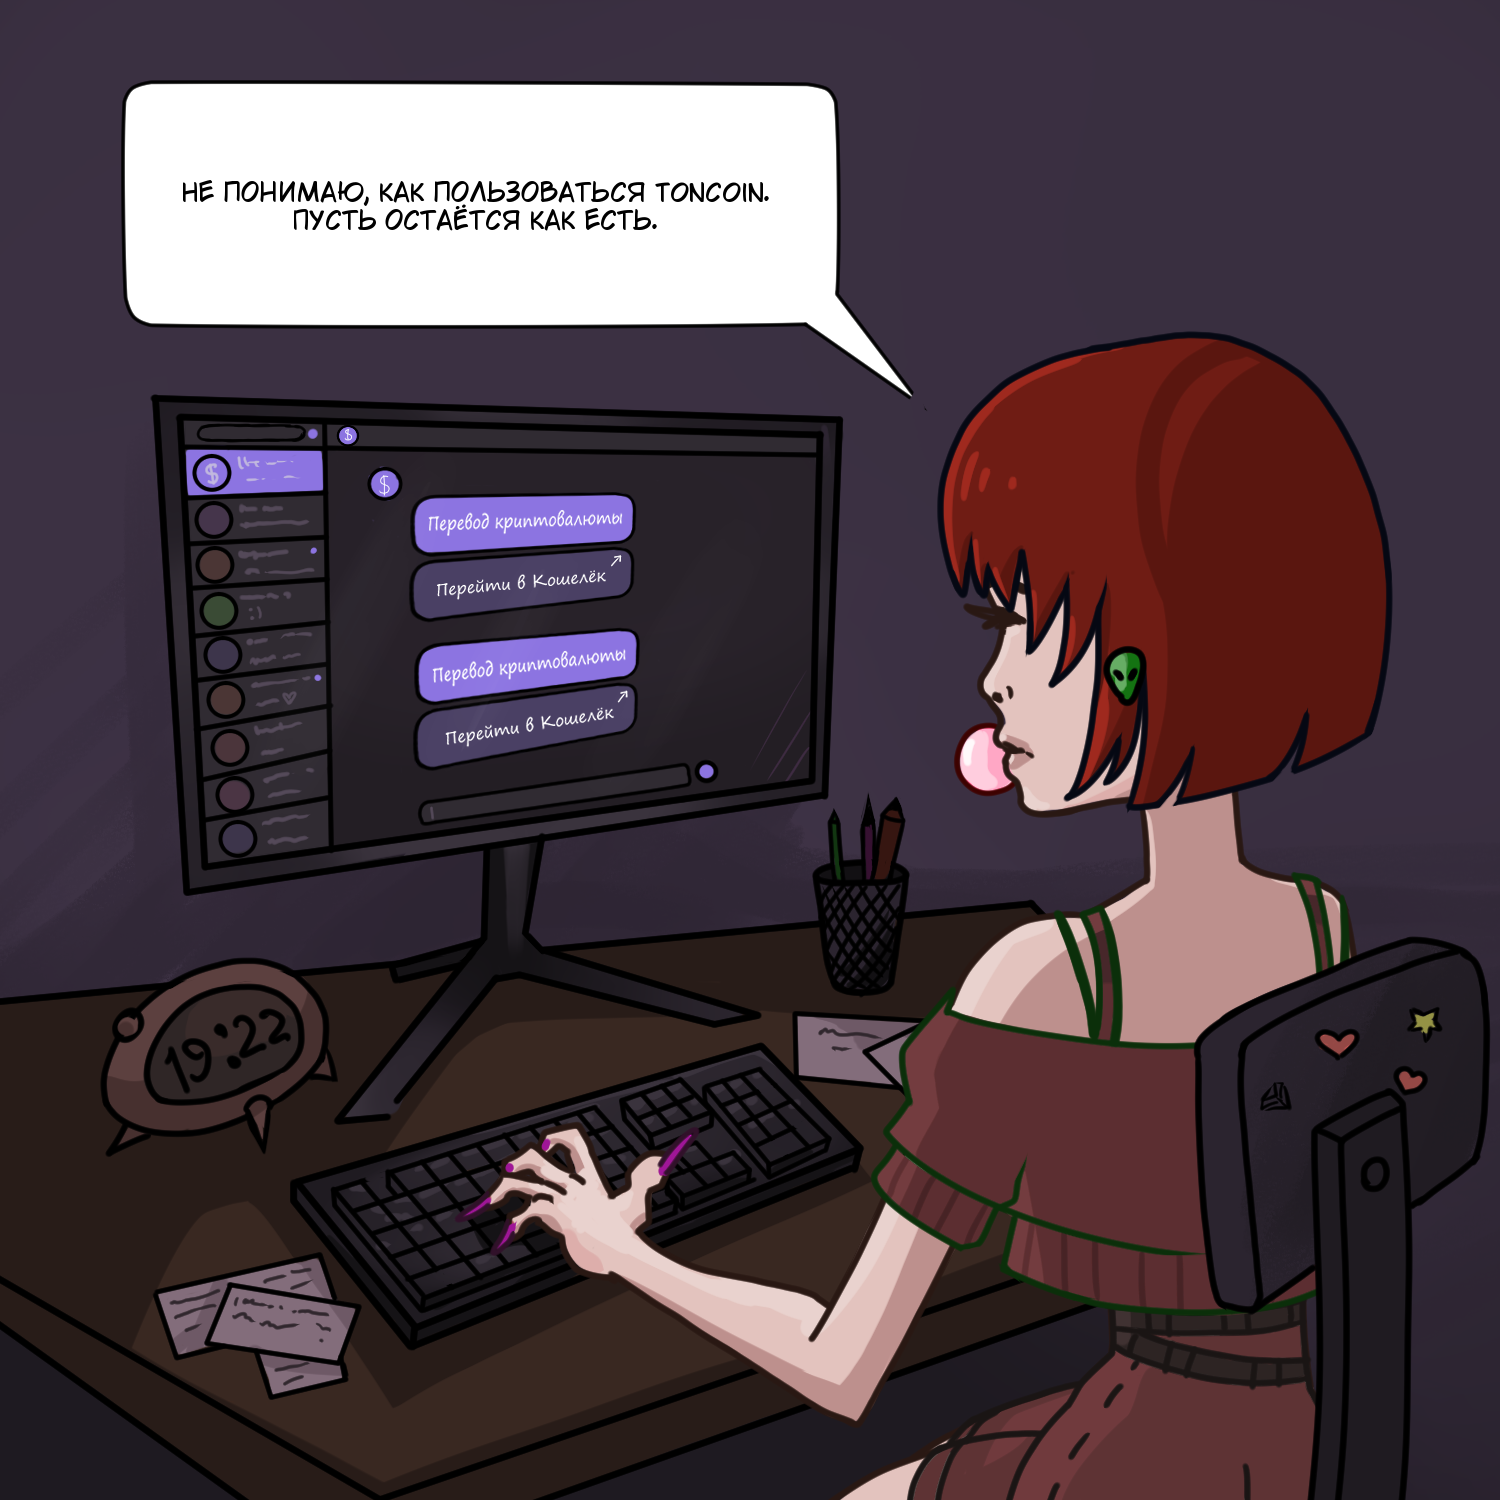 НЕ ПОНИМАЮ, КАК ПОЛЬЗОВАТЬСЯ TONCOIN.
ПУСТЬ ОСТАЁТСЯ КАК ЕСТЬ.
$
$
$
:)
Перевод криптовалюты
Перейти в Кошелёк
Перевод криптовалюты
Перейти в Кошелёк
19:22